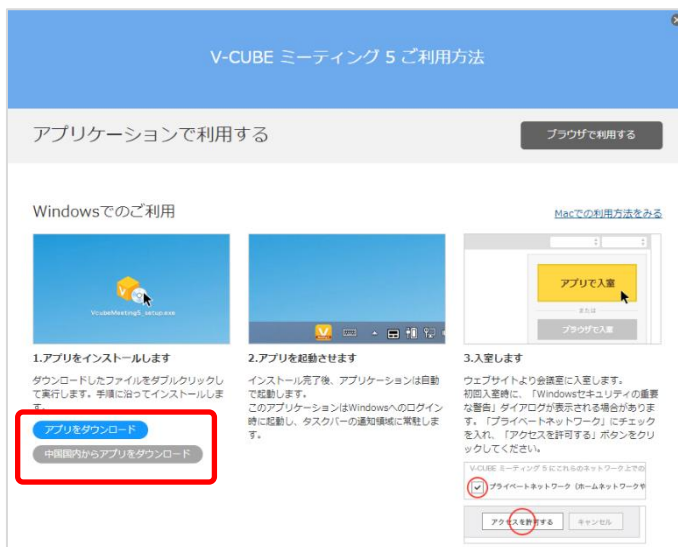 V-CUBE ミーティング 5 ご利用方法
アプリケーションで利用する
ブラウザで利用する
Windowsでのご利用
Macでの利用方法をみる
VcubeMeeting5_setup.exe
アプリで入室
または
ブラウザで入室
1.アプリをインストールします
ダウンロードしたファイルをダブルクリックし
て実行します。手順に沿ってインストールしま
す。
アプリをダウンロード
中国国内からアプリをダウンロード
2.アプリを起動させます
インストール完了後、アプリケーションは自動
で起動します。
このアプリケーションはWindowsへのログイン
時に起動し、タスクバーの通知領域に常駐しま
す。
3.入室します
ウェブサイトより会議室に入室します。
初回入室時に、「Windowsセキュリティの重要
な警告」ダイアログが表示される場合がありま
す。「プライベートネットワーク」にチェック
を入れ、「アクセスを許可する」ボタンをクリ
ックしてください。
V-CUBE ミーティング 5 にこれらのネットワーク上での
プライベートネットワーク（ホームネットワークや
アクセスを許可する
キャンセル